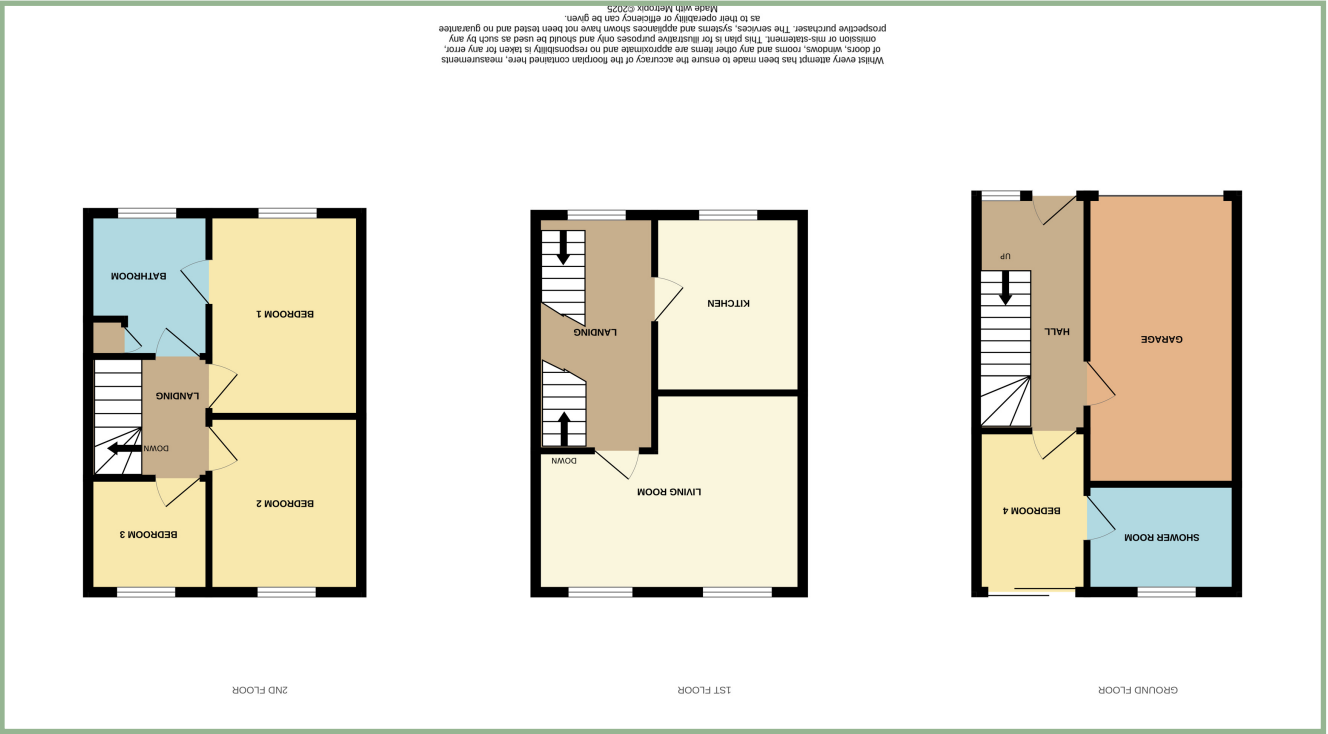 GROUND FLOOR
1ST FLOOR
2ND FLOOR
SHOWER ROOM
BEDROOM 4
GARAGE
HALL
UP
LIVING ROOM
DOWN
LANDING
KITCHEN
BEDROOM 3
BEDROOM 2
DOWN
LANDING
BEDROOM 1
BATHROOM
Whilst every attempt has been made to ensure the accuracy of the floorplan contained here, measurements
of doors, windows, rooms and any other items are approximate and no responsibility is taken for any error,
omission or mis-statement. This plan is for illustrative purposes only and should be used as such by any
prospective purchaser. The services, systems and appliances shown have not been tested and no guarantee
as to their operability or efficiency can be given.
Made with Metropix ©2025